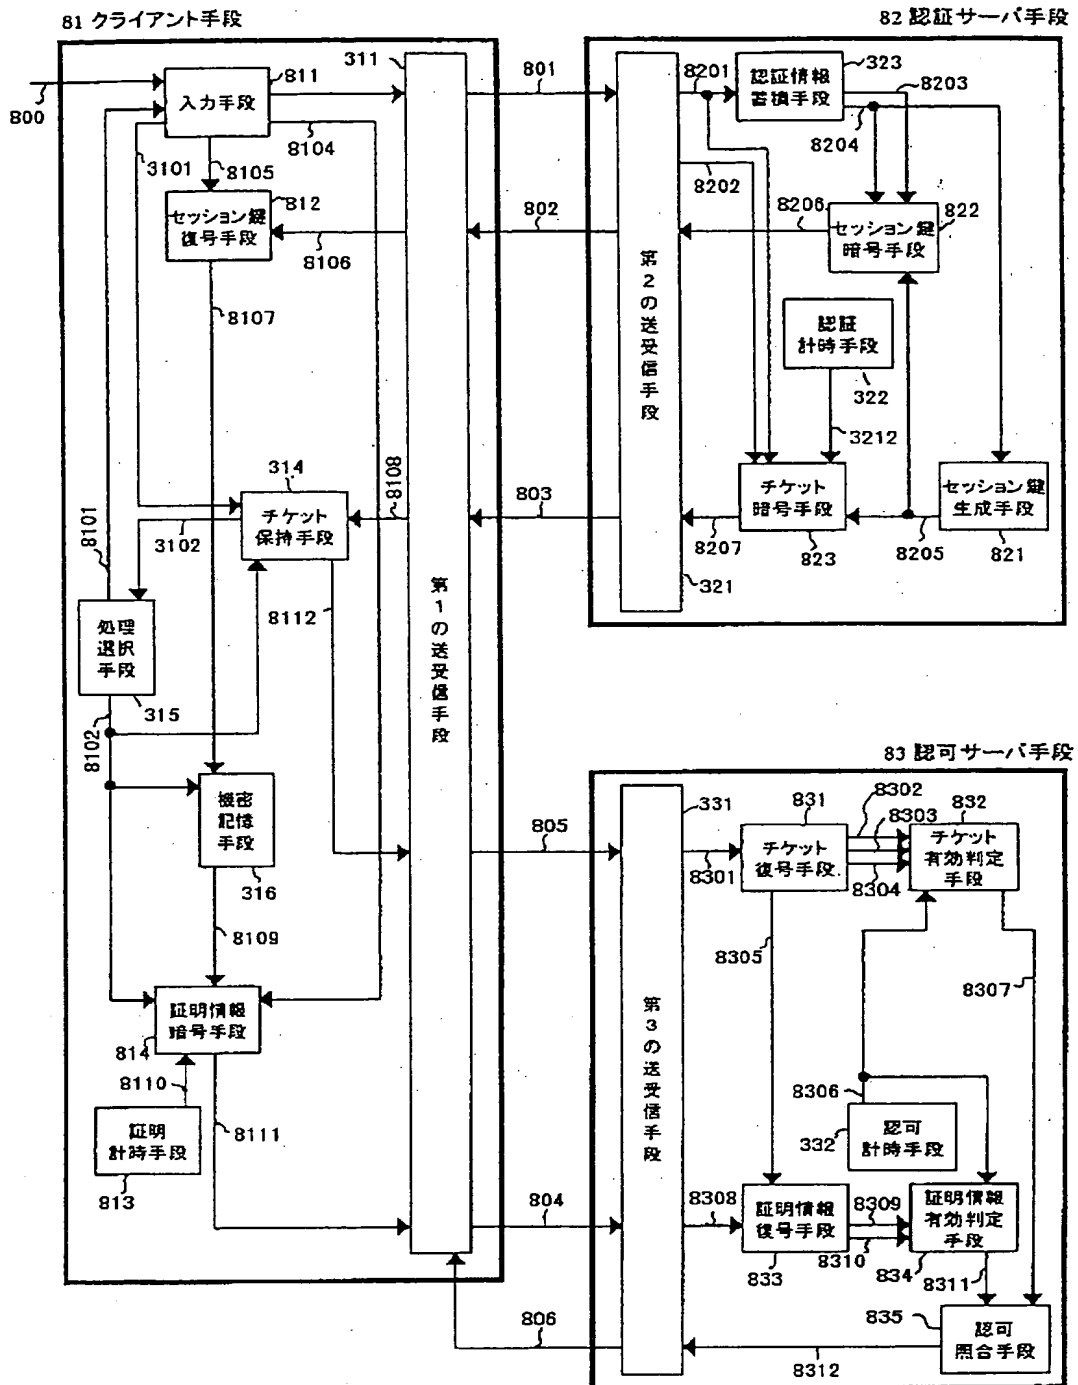 81 クライアント手段
800
811
入力手段
3101
8104
8105
812
セッション鍵
復号手段
8106
8107
311
第1の送受信手段
801
802
803
8101
314
チケット
保持手段
3102
8108
8112
処理
選択
手段
315
8102
機密
記憶
手段
316
8109
証明情報
暗号手段
814
8110
証明
計時手段
813
8111
805
804
806
82 認証サーバ手段
第2の送受信手段
321
8201
8202
323
認証情報
蓄積手段
8203
8204
8206
822
セッション鍵
暗号手段
認証
計時手段
322
3212
チケット
暗号手段
823
8207
8205
セッション鍵
生成手段
821
83 認可サーバ手段
331
第3の送受信手段
8301
831
チケット
復号手段
8302
8303
8304
832
チケット
有効判定
手段
8305
8307
8306
332
認可
計時手段
8308
証明情報
復号手段
833
8309
8310
証明情報
有効判定
手段
834
8311
835
認可
照合手段
8312